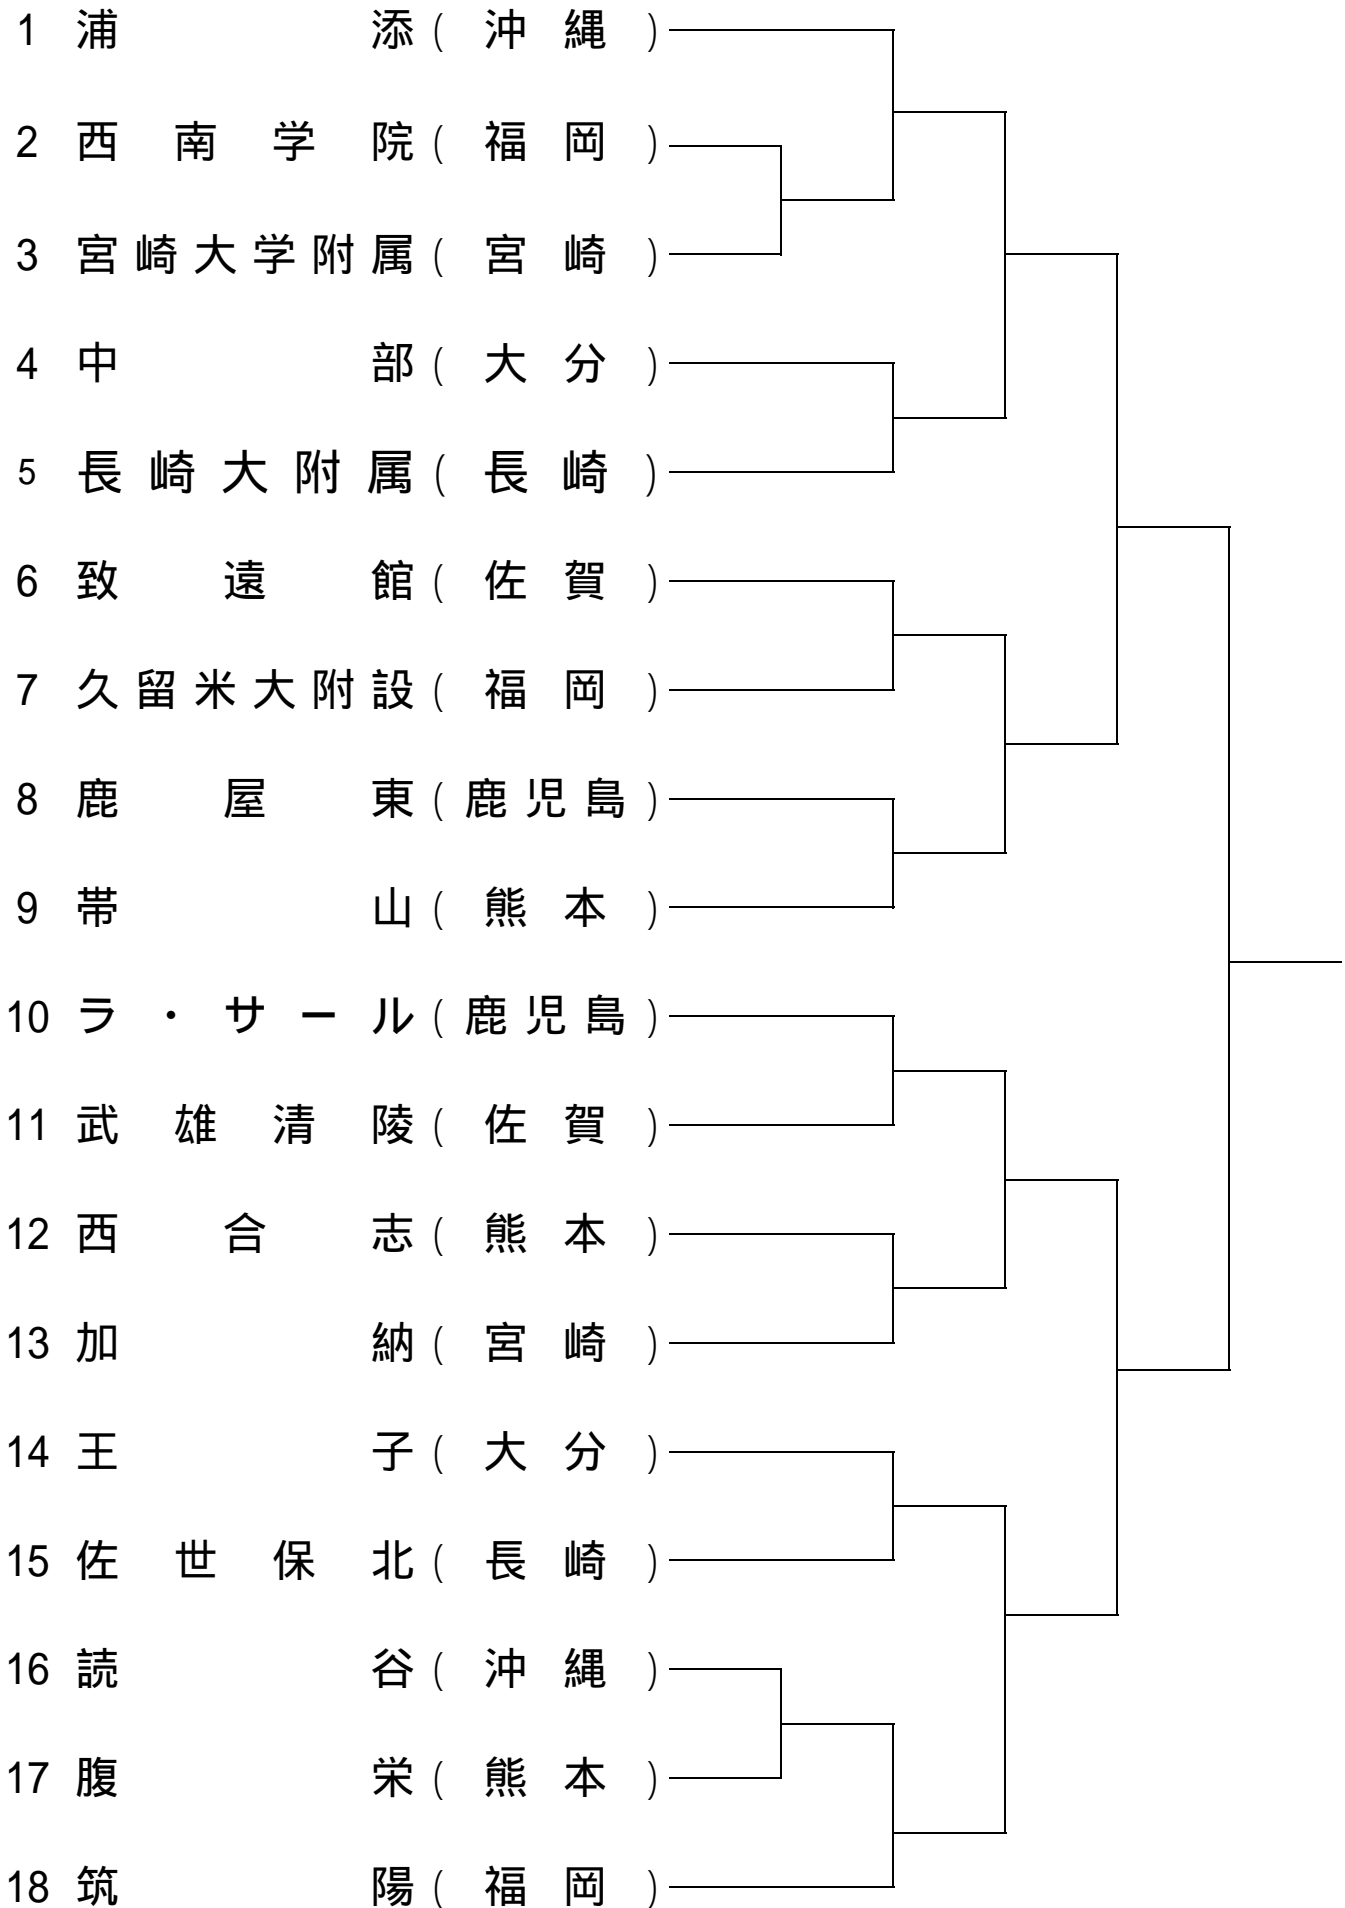 1 浦添(沖縄)
2 西南学院(福岡)
3 宮崎大学附属(宮崎)
4 中部(大分)
5 長崎大附属(長崎)
6 致遠館(佐賀)
7 久留米大附設(福岡)
8 鹿屋東(鹿児島)
9 帯山(熊本)
10 ラ・サール(鹿児島)
11 武雄清陵(佐賀)
12 西合志(熊本)
13 加納(宮崎)
14 王子(大分)
15 佐世保北(長崎)
16 読谷(沖縄)
17 腹栄(熊本)
18 筑陽(福岡)